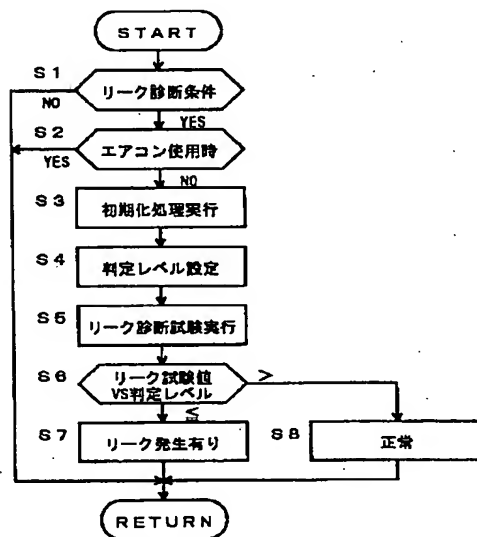 START
S1
リーク診断条件
NO
YES
S2
エアコン使用時
YES
NO
S3
初期化処理実行
S4
判定レベル設定
S5
リーク診断試験実行
S6
リーク試験値
VS判定レベル
>
≦
S7
リーク発生有り
S8
正常
RETURN